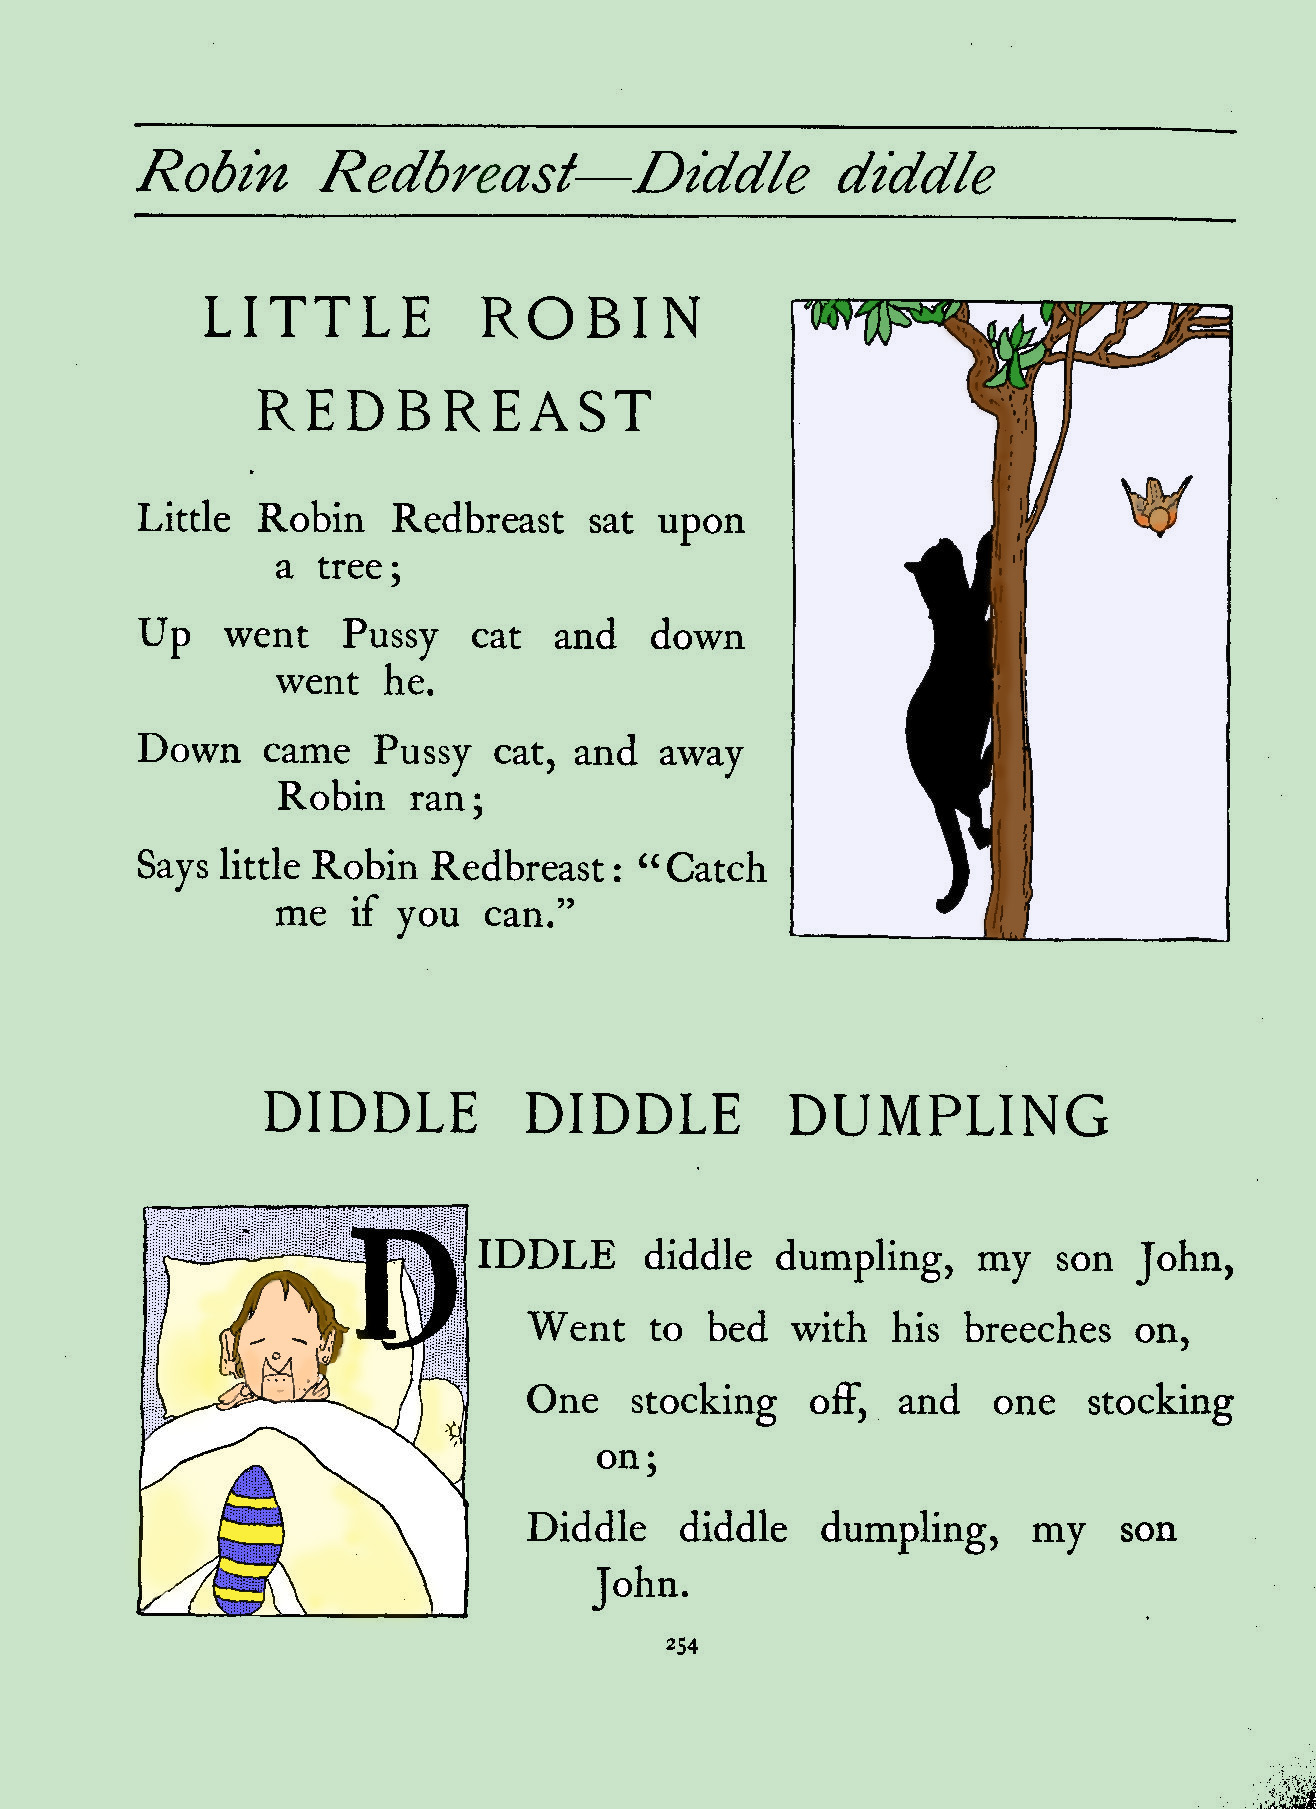 Robin Redbreast—Diddle diddle
LITTLE ROBIN
REDBREAST
Little Robin Redbreast sat upon
a tree;
Up went Pussy cat and down
went he.
Down came Pussy cat, and away
Robin ran;
Says little Robin Redbreast: “Catch
me if you can.”
DIDDLE DIDDLE DUMPLING
DIDDLE diddle dumpling, my son John,
Went to bed with his breeches on,
One stocking off, and one stocking
on;
Diddle diddle dumpling, my son
John.
254